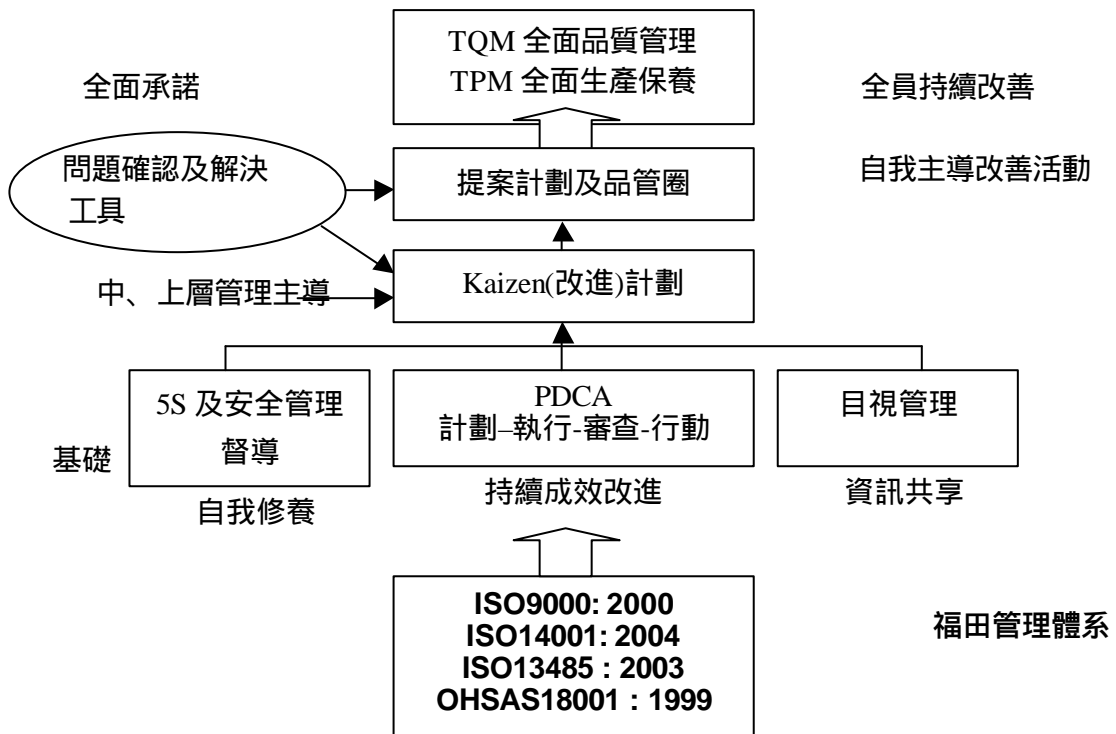 TQM 全面品質管理
TPM 全面生產保養
全面承諾
全員持續改善
問題確認及解決
工具
提案計劃及品管圈
自我主導改善活動
中、上層管理主導
Kaizen(改進)計劃
5S 及安全管理
督導
PDCA
計劃–執行-審查-行動
目視管理
基礎
自我修養
持續成效改進
資訊共享
ISO9000: 2000
ISO14001: 2004
ISO13485 : 2003
OHSAS18001 : 1999
福田管理體系